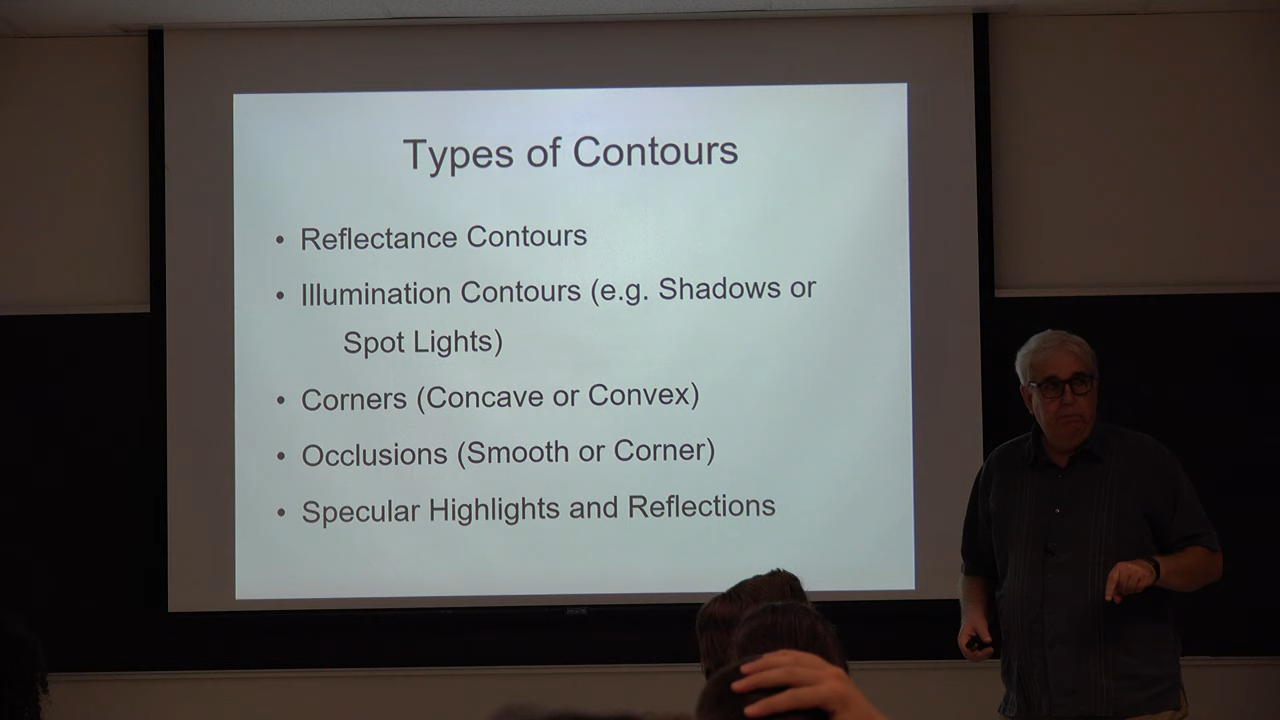 Types of Contours
• Reflectance Contours
• Illumination Contours (e.g. Shadows or
Spot Lights)
• Corners (Concave or Convex)
• Occlusions (Smooth or Corner)
• Specular Highlights and Reflections